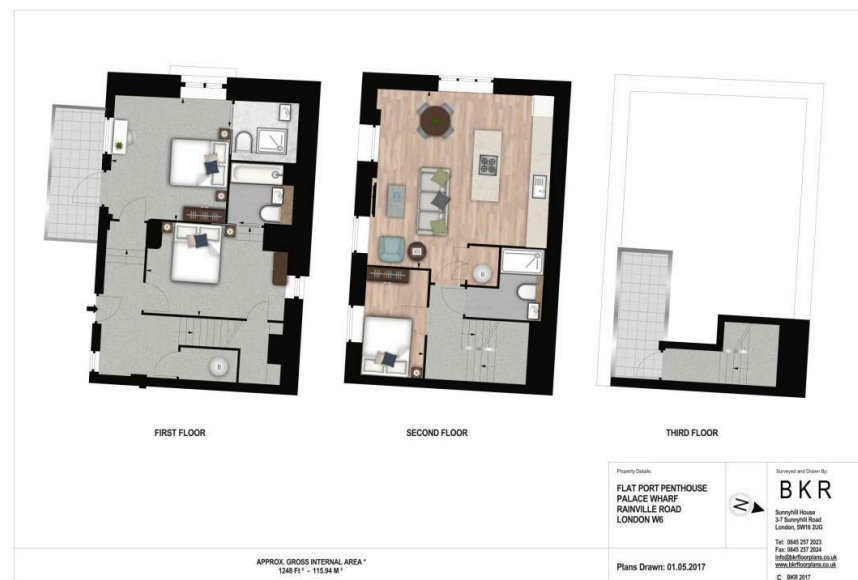 FIRST FLOOR
SECOND FLOOR
THIRD FLOOR
B
B
APPROX. GROSS INTERNAL AREA *
1248 Ft ² - 115.94 M ²
Property Details:
FLAT PORT PENTHOUSE
PALACE WHARF
RAINVILLE ROAD
LONDON W6
Plans Drawn: 01.05.2017
N
Surveyed and Drawn By:
BKR
Sunnyhill House
3-7 Sunnyhill Road
London, SW16 2UG
Tel: 0845 257 2023
Fax: 0845 257 2024
info@bkrfloorplans.co.uk
www.bkrfloorplans.co.uk
C BKR 2017